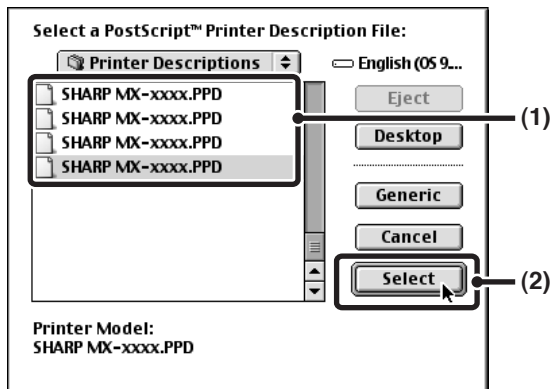 Select a PostScript™ Printer Description File:
Printer Descriptions
English (OS 9....
SHARP MX-xxxx.PPD
SHARP MX-xxxx.PPD
SHARP MX-xxxx.PPD
SHARP MX-xxxx.PPD
Eject
Desktop
Generic
Cancel
Select
(1)
(2)
Printer Model:
SHARP MX-xxxx.PPD